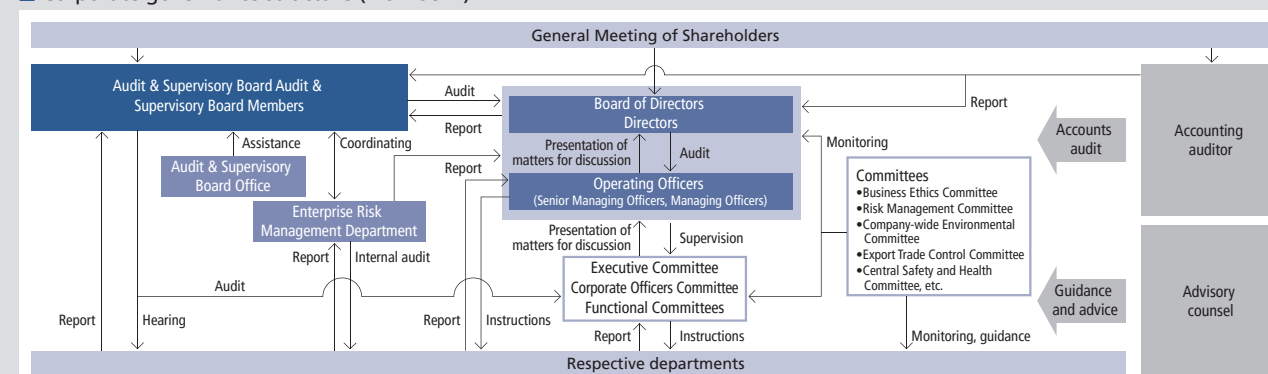 General Meeting of Shareholders
Audit & Supervisory Board Audit &
Supervisory Board Members
Audit
Report
Board of Directors
Directors
Report
Accounts
audit
Accounting
auditor
Assistance
Coordinating
Presentation of
matters for discussion
Audit
Monitoring
Audit & Supervisory
Board Office
Report
Operating Officers
(Senior Managing Officers, Managing Officers)
Committees
•Business Ethics Committee
•Risk Management Committee
•Company-wide Environmental
Committee
•Export Trade Control Committee
•Central Safety and Health
Committee, etc.
Enterprise Risk
Management Department
Presentation of
matters for discussion
Supervision
Report
Internal audit
Executive Committee
Corporate Officers Committee
Functional Committees
Audit
Guidance
and advice
Advisory
counsel
Report
Hearing
Report
Instructions
Report
Instructions
Monitoring, guidance
Respective departments